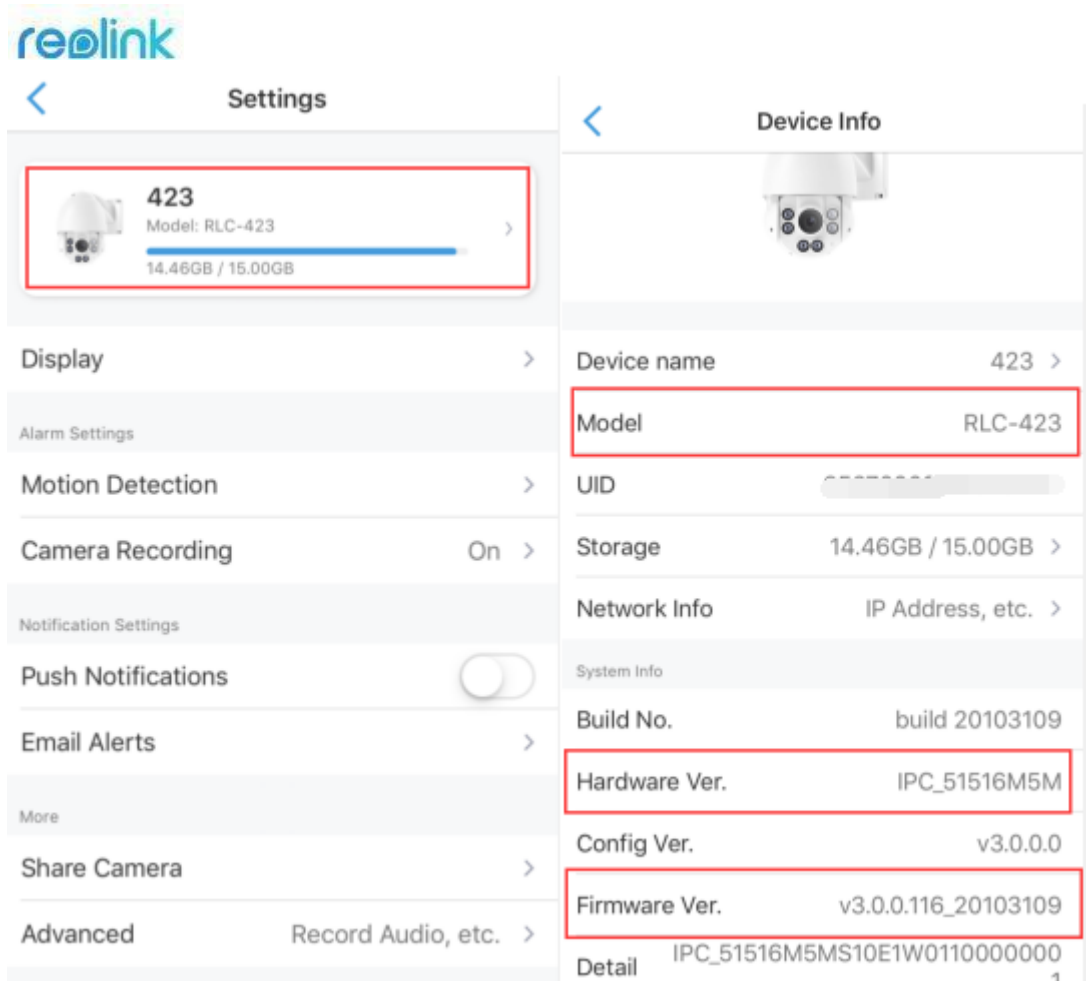 reolink
Settings
423
Model: RLC-423
14.46GB / 15.00GB
Display
Alarm Settings
Motion Detection
Camera Recording On
Notification Settings
Push Notifications
Email Alerts
More
Share Camera
Advanced Record Audio, etc.
Device Info
Device name 423
Model RLC-423
UID
Storage 14.46GB / 15.00GB
Network Info IP Address, etc.
System Info
Build No. build 20103109
Hardware Ver. IPC_51516M5M
Config Ver. v3.0.0.0
Firmware Ver. v3.0.0.116_20103109
Detail IPC_51516M5MS10E1W0110000000